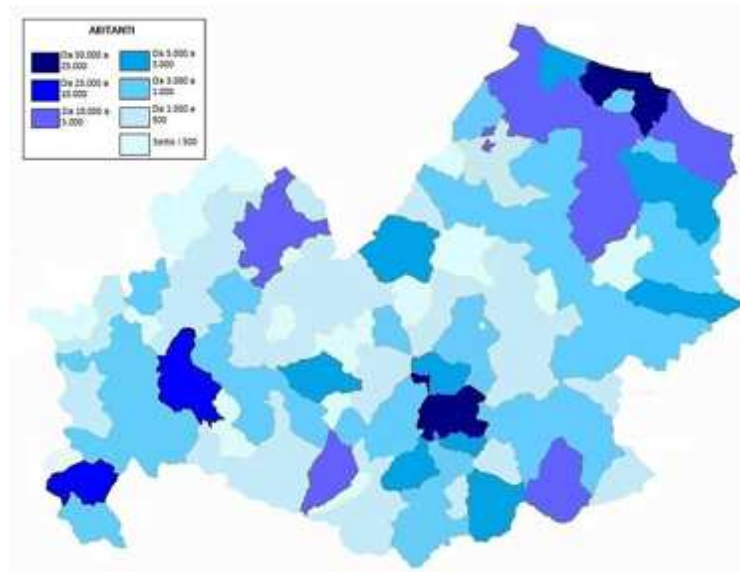 ABITANTI
Da 50.000 a
25.000
Da 25.000 a
10.000
Da 10.000 a
5.000
Da 5.000 a
3.000
Da 3.000 a
1.000
Da 1.000 a
500
Sotto i 500